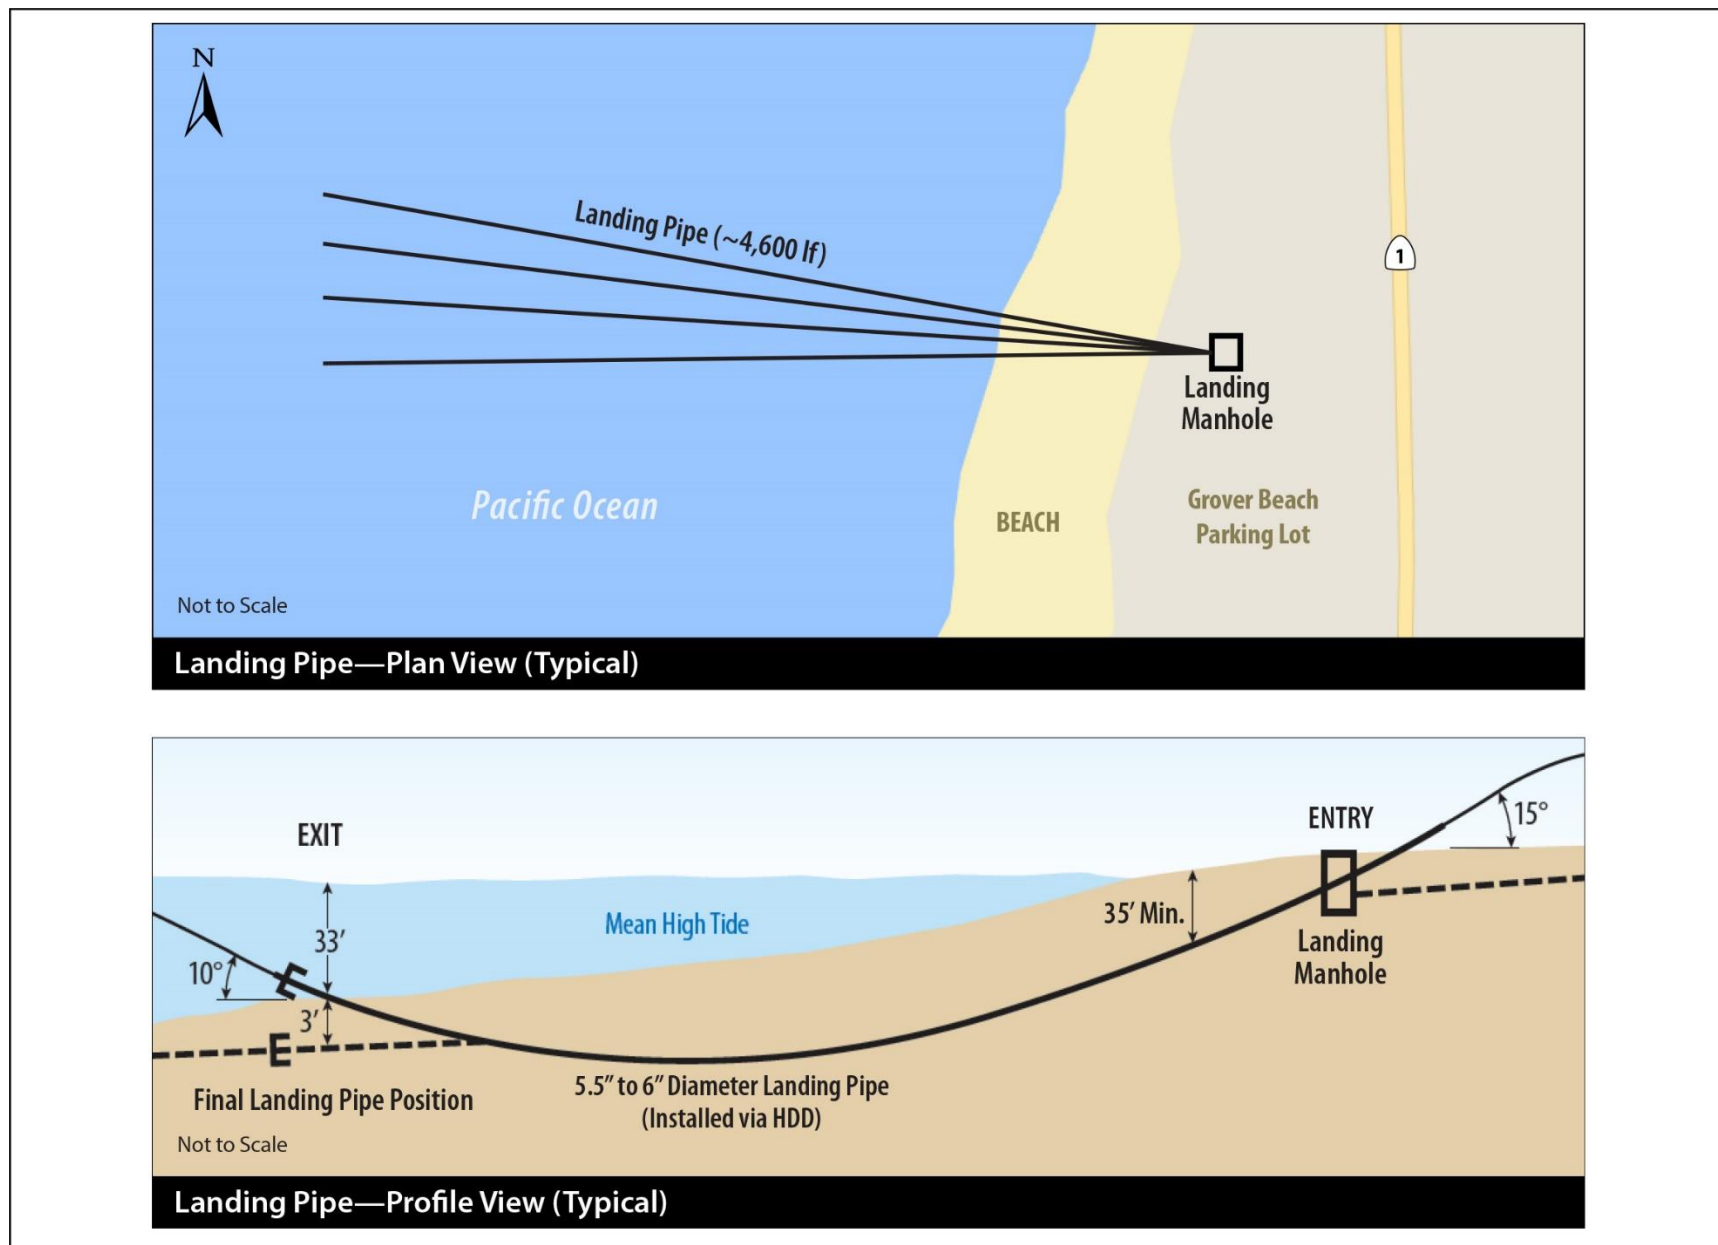 N
Landing Pipe (~4,600 lf)
1
Landing
Manhole
Pacific Ocean
BEACH
Grover Beach
Parking Lot
Not to Scale
Landing Pipe—Plan View (Typical)
EXIT
ENTRY
15°
33’
Mean High Tide
35’ Min.
10°
Landing
Manhole
3’
Final Landing Pipe Position
5.5” to 6” Diameter Landing Pipe
(Installed via HDD)
Not to Scale
Landing Pipe—Profile View (Typical)